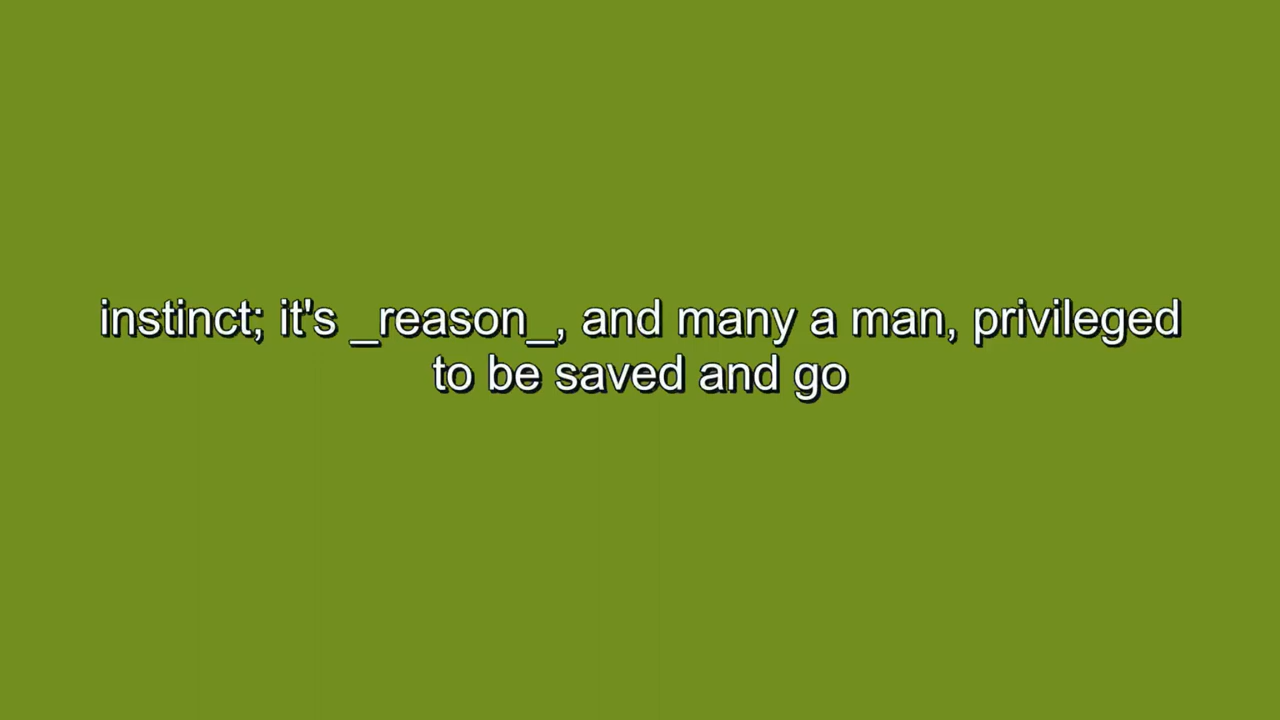 instinct; it's _reason_, and many a man, privileged
to be saved and go